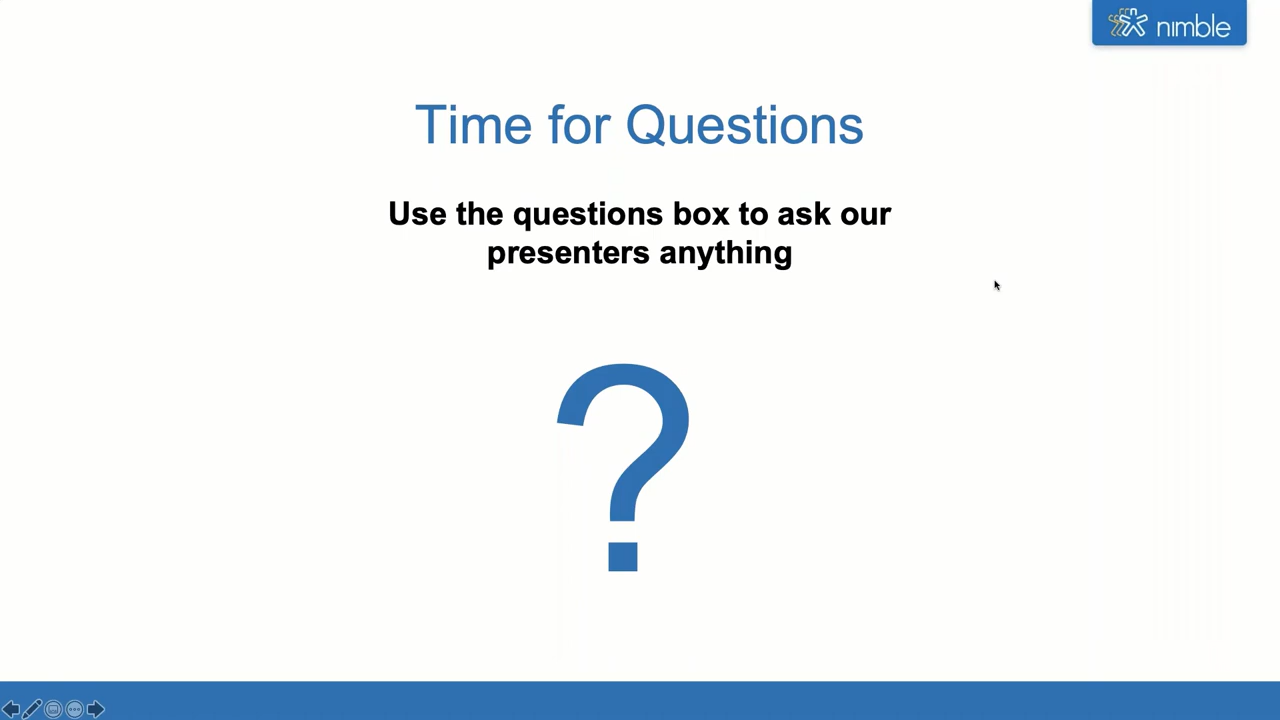 nimble
Time for Questions
Use the questions box to ask our
presenters anything
?